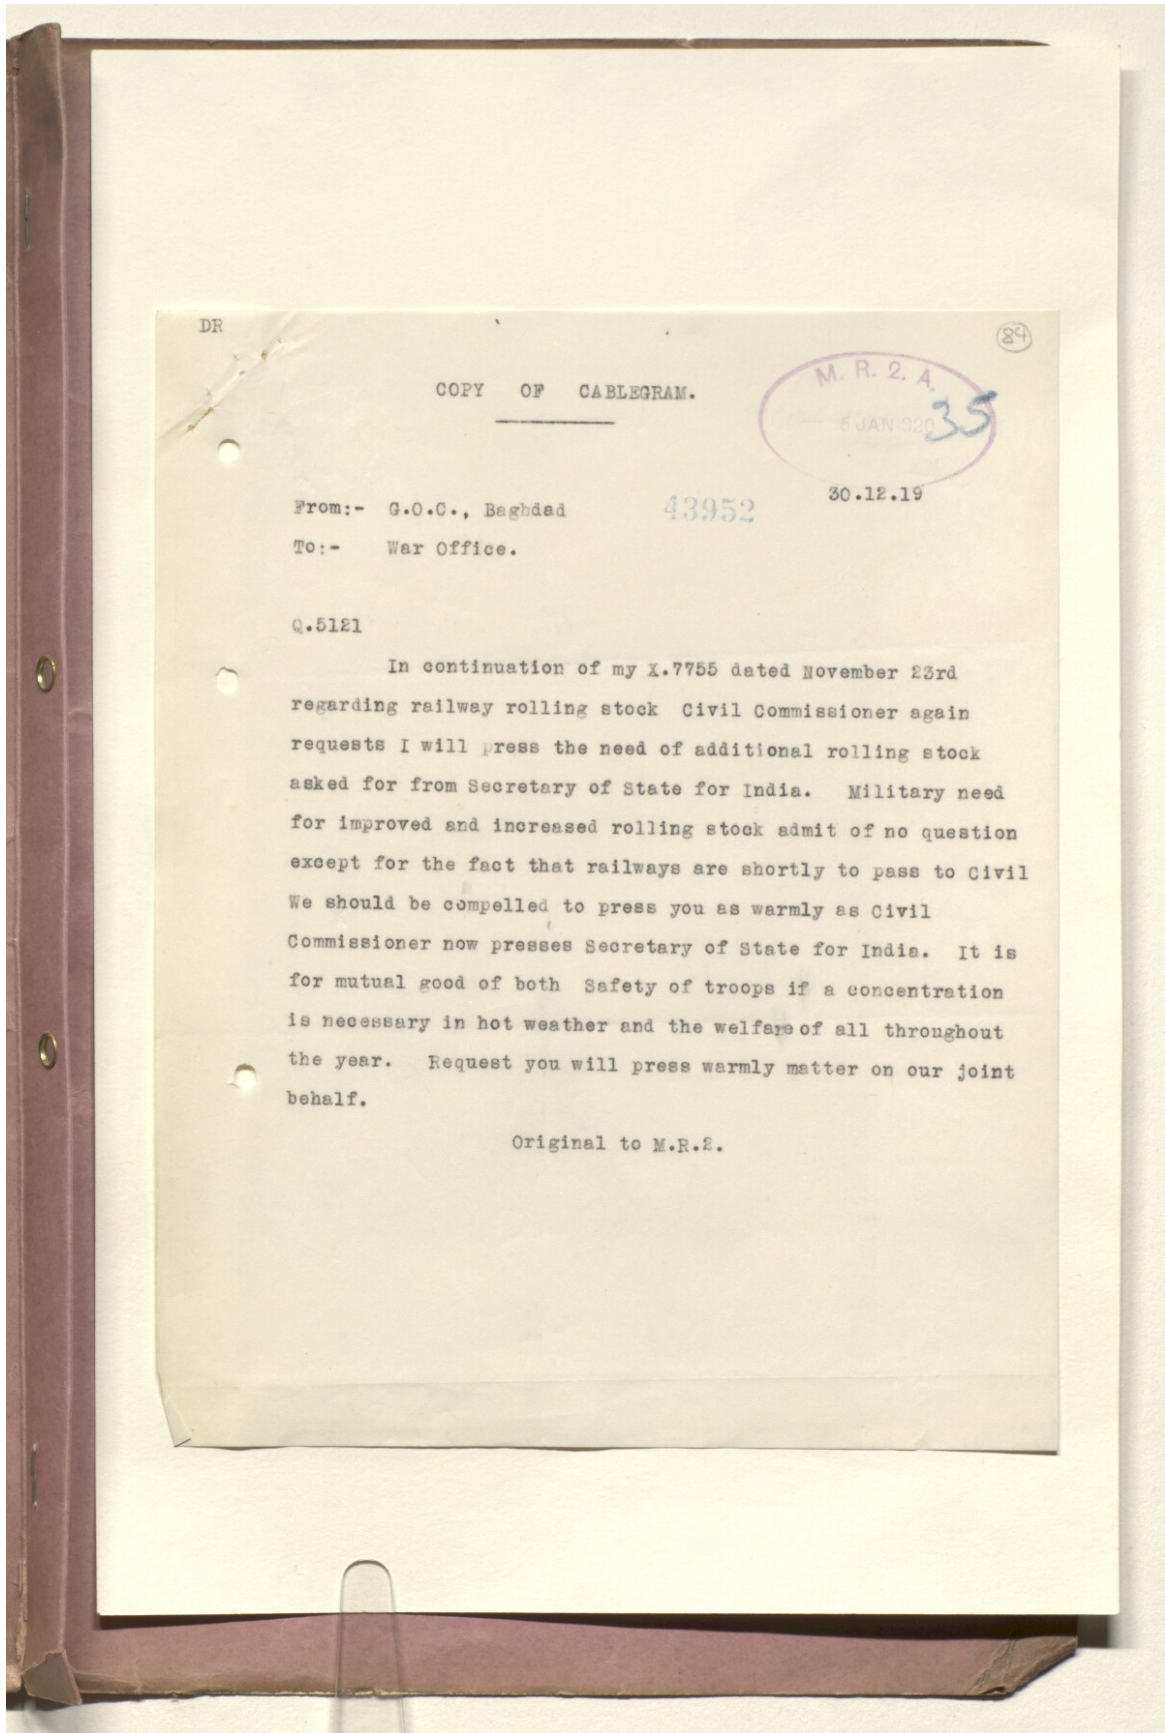 DR
84
COPY OF CABLEGRAM.
M. R. 2. A.
5 JAN 1920
35
30.12.19
From:- G.O.C., Baghdad
43952
To:- War Office.
Q.5121
In continuation of my X.7755 dated November 23rd
regarding railway rolling stock Civil Commissioner again
requests I will press the need of additional rolling stock
asked for from Secretary of State for India. Military need
for improved and increased rolling stock admit of no question
except for the fact that railways are shortly to pass to Civil
We should be compelled to press you as warmly as Civil
Commissioner now presses Secretary of State for India. It is
for mutual good of both Safety of troops if a concentration
is necessary in hot weather and the welfare of all throughout
the year. Request you will press warmly matter on our joint
behalf.
Original to M.R.2.